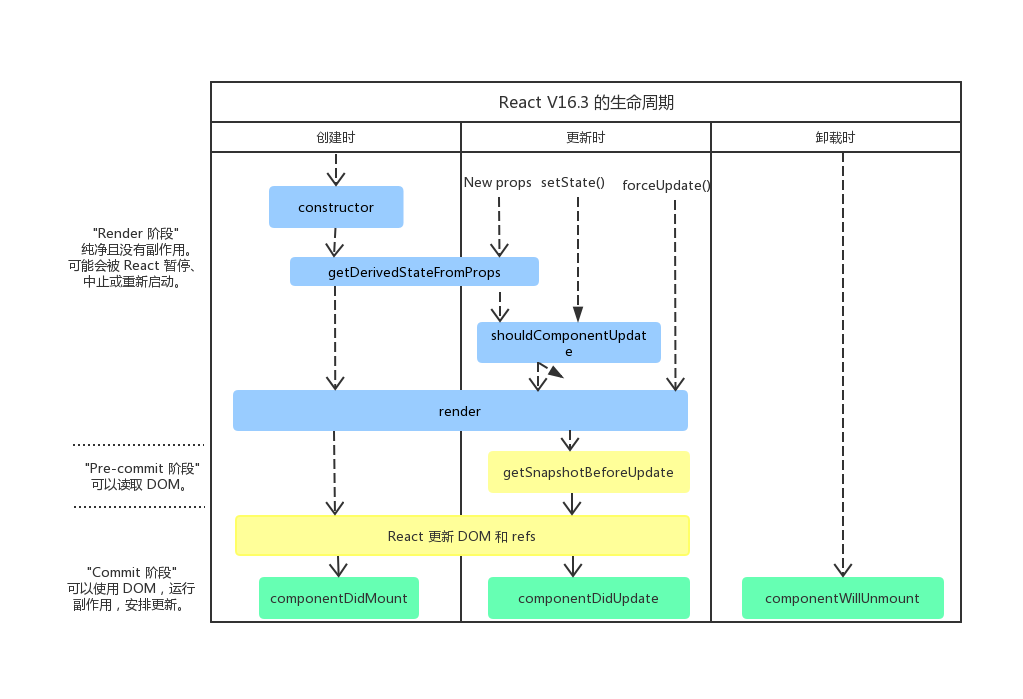 React V16.3 的生命周期
创建时
更新时
卸载时
New props
setState()
forceUpdate()
constructor
"Render 阶段"
纯净且没有副作用。
可能会被 React 暂停、
中止或重新启动。
getDerivedStateFromProps
shouldComponentUpdat
e
render
"Pre-commit 阶段"
可以读取 DOM。
getSnapshotBeforeUpdate
React 更新 DOM 和 refs
"Commit 阶段"
可以使用 DOM，运行
副作用，安排更新。
componentDidMount
componentDidUpdate
componentWillUnmount